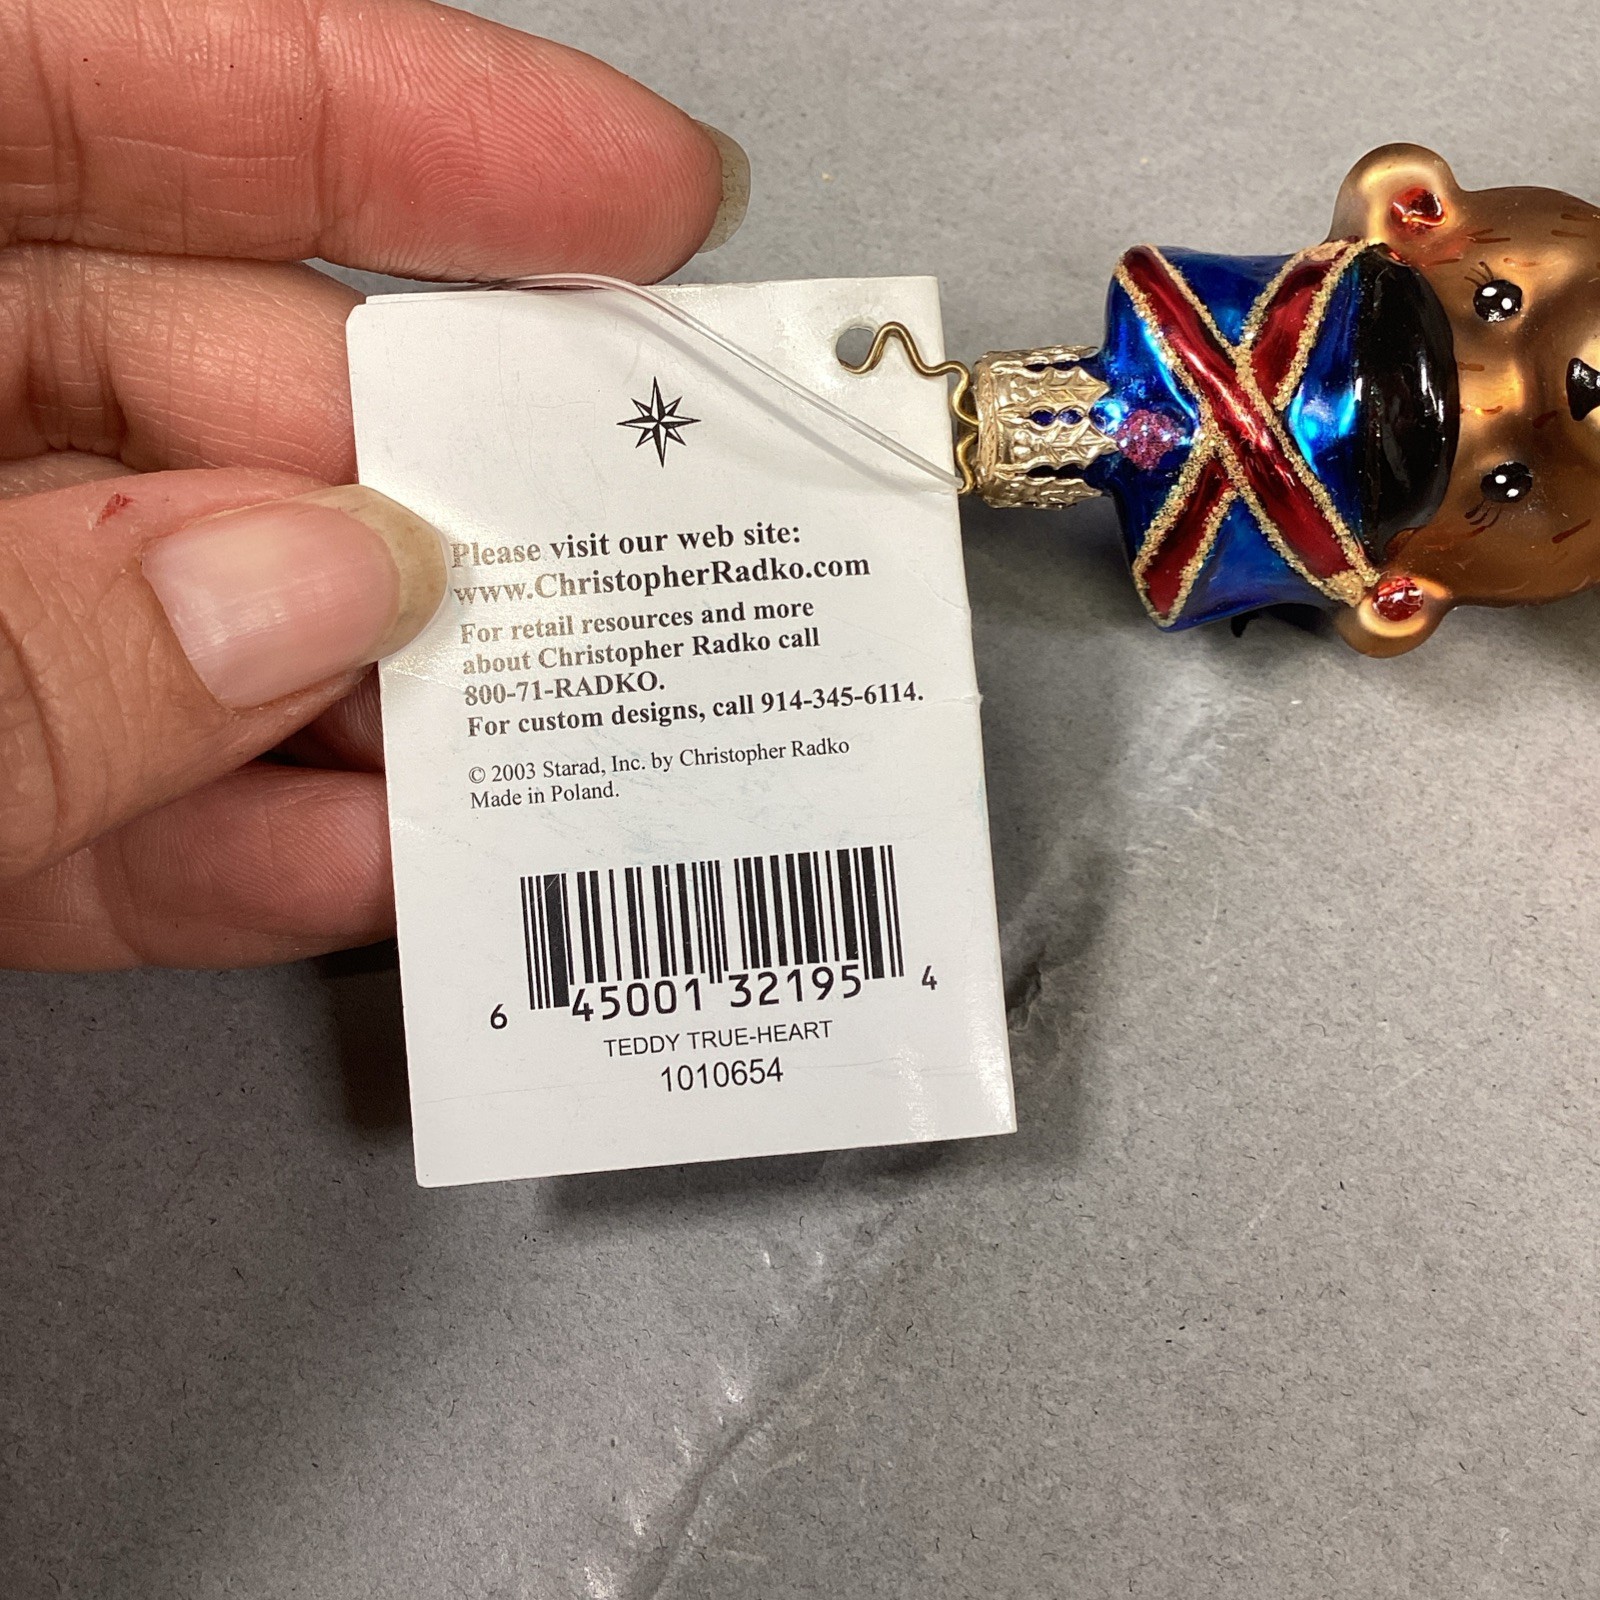 Please visit our web site:
www.ChristopherRadko.com
For retail resources and more
about Christopher Radko call
800-71-RADKO.
For custom designs, call 914-345-6114.
© 2003 Starad, Inc. by Christopher Radko
Made in Poland.
6 45001 32195 4
TEDDY TRUE-HEART
1010654